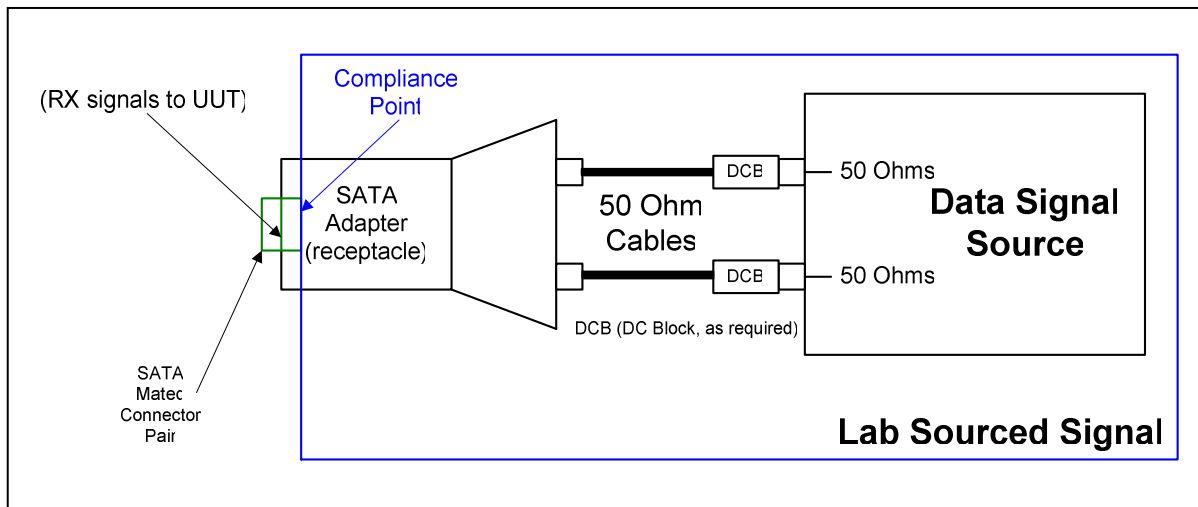 (RX signals to UUT)
Compliance
Point
SATA
Adapter
(receptacle)
SATA
Matec
Connector
Pair
DCB
50 Ohms
50 Ohm
Cables
DCB
50 Ohms
DCB (DC Block, as required)
Data Signal
Source
Lab Sourced Signal